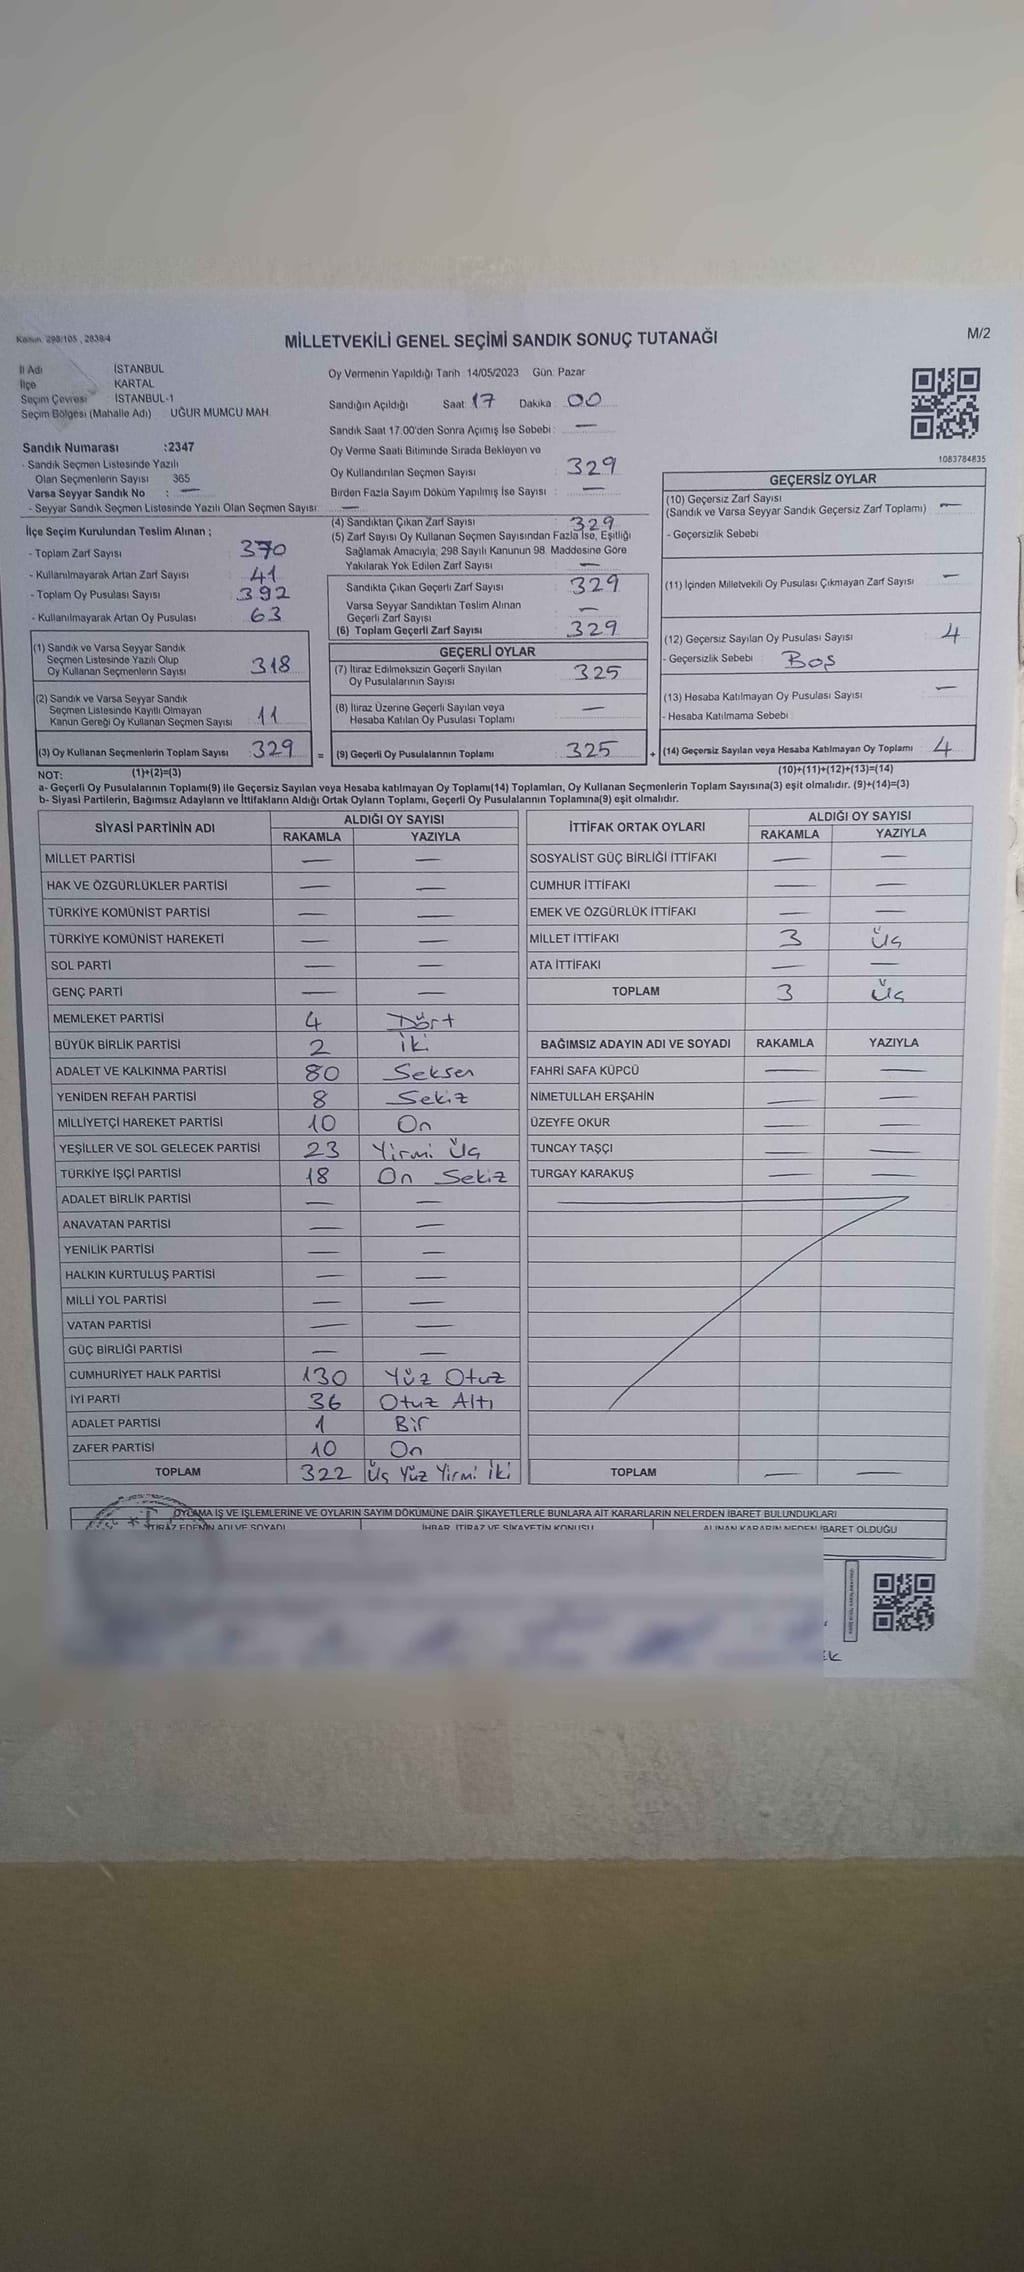 Kanun: 298/105 , 2839/4
MİLLETVEKİLİ GENEL SEÇİMİ SANDIK SONUÇ TUTANAĞI
M/2
İl Adı İSTANBUL
İlçe KARTAL
Seçim Çevresi İSTANBUL-1
Seçim Bölgesi (Mahalle Adı) UĞUR MUMCU MAH
Sandık Numarası :2347
- Sandık Seçmen Listesinde Yazılı
Olan Seçmenlerin Sayısı 365
Varsa Seyyar Sandık No : —
- Seyyar Sandık Seçmen Listesinde Yazılı Olan Seçmen Sayısı —
İlçe Seçim Kurulundan Teslim Alınan ;
- Toplam Zarf Sayısı 370
- Kullanılmayarak Artan Zarf Sayısı 41
- Toplam Oy Pusulası Sayısı 392
- Kullanılmayarak Artan Oy Pusulası 63
(1) Sandık ve Varsa Seyyar Sandık
Seçmen Listesinde Yazılı Olup
Oy Kullanan Seçmenlerin Sayısı 318
(2) Sandık ve Varsa Seyyar Sandık
Seçmen Listesinde Kayıtlı Olmayan
Kanun Gereği Oy Kullanan Seçmen Sayısı 11
(3) Oy Kullanan Seçmenlerin Toplam Sayısı 329 =
Oy Vermenin Yapıldığı Tarih 14/05/2023 Gün: Pazar
Sandığın Açıldığı Saat 17 Dakika 00
Sandık Saat 17:00'den Sonra Açımış İse Sebebi : —
Oy Verme Saati Bitiminde Sırada Bekleyen ve
Oy Kullandırılan Seçmen Sayısı : 329
Birden Fazla Sayım Döküm Yapılmış İse Sayısı : —
(4) Sandıktan Çıkan Zarf Sayısı : 329
(5) Zarf Sayısı Oy Kullanan Seçmen Sayısından Fazla İse, Eşitliği
Sağlamak Amacıyla, 298 Sayılı Kanunun 98. Maddesine Göre
Yakılarak Yok Edilen Zarf Sayısı : —
Sandıkta Çıkan Geçerli Zarf Sayısı : 329
Varsa Seyyar Sandıktan Teslim Alınan
Geçerli Zarf Sayısı : —
(6) Toplam Geçerli Zarf Sayısı : 329
GEÇERLİ OYLAR
(7) İtiraz Edilmeksizin Geçerli Sayılan
Oy Pusulalarının Sayısı : 325
(8) İtiraz Üzerine Geçerli Sayılan veya
Hesaba Katılan Oy Pusulası Toplamı : —
(9) Geçerli Oy Pusulalarının Toplamı : 325 +
1083784835
GEÇERSİZ OYLAR
(10) Geçersiz Zarf Sayısı
(Sandık ve Varsa Seyyar Sandık Geçersiz Zarf Toplamı) : —
- Geçersizlik Sebebi
(11) İçinden Milletvekili Oy Pusulası Çıkmayan Zarf Sayısı : —
(12) Geçersiz Sayılan Oy Pusulası Sayısı : 4
- Geçersizlik Sebebi : Boş
(13) Hesaba Katılmayan Oy Pusulası Sayısı : —
- Hesaba Katılmama Sebebi :
(14) Geçersiz Sayılan veya Hesaba Katılmayan Oy Toplamı : 4
NOT: (1)+(2)=(3) (10)+(11)+(12)+(13)=(14)
a- Geçerli Oy Pusulalarının Toplamı(9) ile Geçersiz Sayılan veya Hesaba katılmayan Oy Toplamı(14) Toplamları, Oy Kullanan Seçmenlerin Toplam Sayısına(3) eşit olmalıdır. (9)+(14)=(3)
b- Siyasi Partilerin, Bağımsız Adayların ve İttifakların Aldığı Ortak Oyların Toplamı, Geçerli Oy Pusulalarının Toplamına(9) eşit olmalıdır.
SİYASİ PARTİNİN ADI ALDIĞI OY SAYISI
RAKAMLA YAZIYLA
MİLLET PARTİSİ — —
HAK VE ÖZGÜRLÜKLER PARTİSİ — —
TÜRKİYE KOMÜNİST PARTİSİ — —
TÜRKİYE KOMÜNİST HAREKETİ — —
SOL PARTİ — —
GENÇ PARTİ — —
MEMLEKET PARTİSİ 4 Dört
BÜYÜK BİRLİK PARTİSİ 2 İki
ADALET VE KALKINMA PARTİSİ 80 Seksen
YENİDEN REFAH PARTİSİ 8 Sekiz
MİLLİYETÇİ HAREKET PARTİSİ 10 On
YEŞİLLER VE SOL GELECEK PARTİSİ 23 Yirmi Üç
TÜRKİYE İŞÇİ PARTİSİ 18 On Sekiz
ADALET BİRLİK PARTİSİ — —
ANAVATAN PARTİSİ — —
YENİLİK PARTİSİ — —
HALKIN KURTULUŞ PARTİSİ — —
MİLLİ YOL PARTİSİ — —
VATAN PARTİSİ — —
GÜÇ BİRLİĞİ PARTİSİ — —
CUMHURİYET HALK PARTİSİ 130 Yüz Otuz
İYİ PARTİ 36 Otuz Altı
ADALET PARTİSİ 1 Bir
ZAFER PARTİSİ 10 On
TOPLAM 322 Üç Yüz Yirmi İki
İTTİFAK ORTAK OYLARI ALDIĞI OY SAYISI
RAKAMLA YAZIYLA
SOSYALİST GÜÇ BİRLİĞİ İTTİFAKI — —
CUMHUR İTTİFAKI — —
EMEK VE ÖZGÜRLÜK İTTİFAKI — —
MİLLET İTTİFAKI 3 Üç
ATA İTTİFAKI — —
TOPLAM 3 Üç
BAĞIMSIZ ADAYIN ADI VE SOYADI RAKAMLA YAZIYLA
FAHRİ SAFA KÜPCÜ — —
NİMETULLAH ERŞAHİN — —
ÜZEYFE OKUR — —
TUNCAY TAŞÇI — —
TURGAY KARAKUŞ — —
TOPLAM — —
OYLAMA İŞ VE İŞLEMLERİNE VE OYLARIN SAYIM DÖKÜMÜNE DAİR ŞİKAYETLERLE BUNLARA AİT KARARLARIN NELERDEN İBARET BULUNDUKLARI
İTİRAZ EDENİN ADI VE SOYADI İHBAR, İTİRAZ VE ŞİKAYETİN KONUSU ALINAN KARARIN NEDEN İBARET OLDUĞU
EK